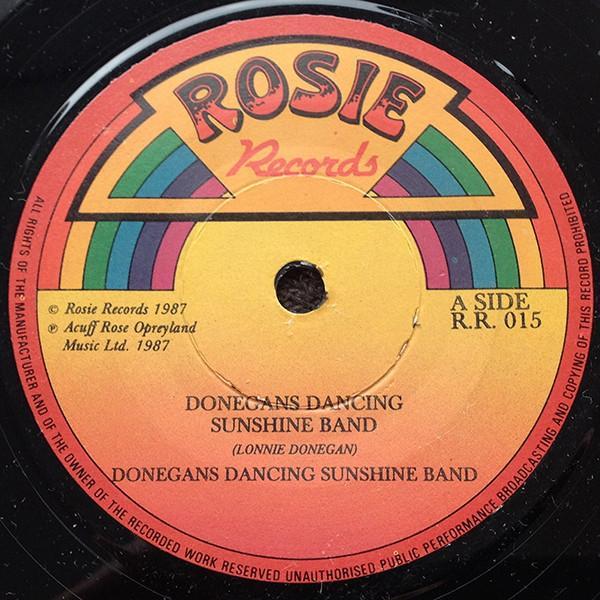 ROSIE
Records
© Rosie Records 1987
℗ Acuff Rose Opreyland
Music Ltd. 1987
A SIDE
R.R. 015
DONEGANS DANCING
SUNSHINE BAND
(LONNIE DONEGAN)
DONEGANS DANCING SUNSHINE BAND
ALL RIGHTS OF THE MANUFACTURER AND OF THE OWNER OF THE RECORDED WORK RESERVED UNAUTHORISED PUBLIC PERFORMANCE BROADCASTING AND COPYING OF THIS RECORD PROHIBITED